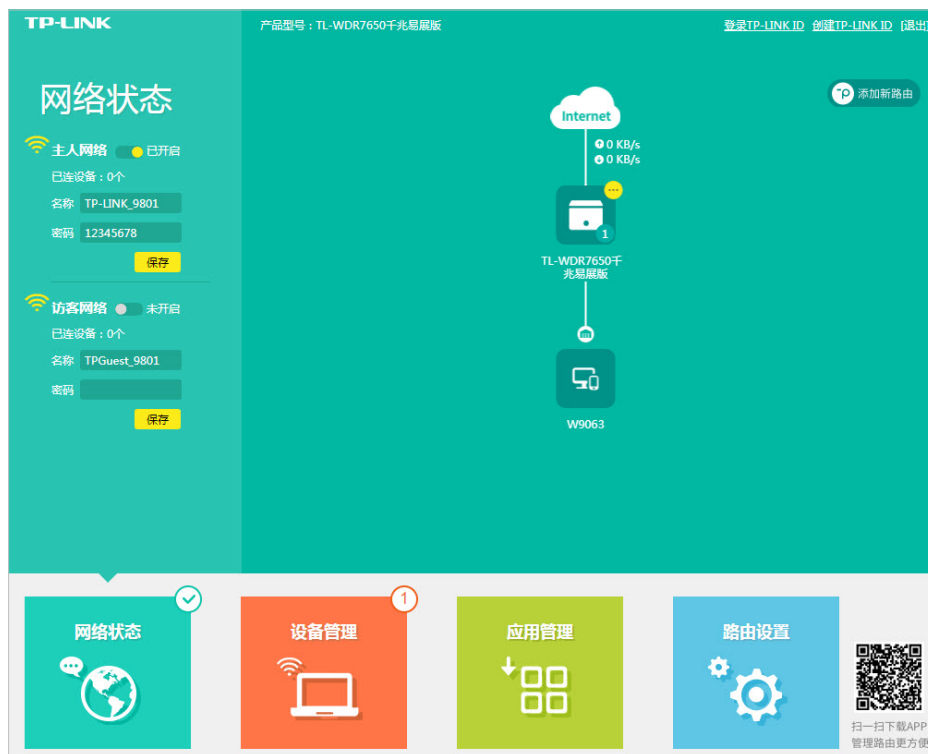 TP-LINK
产品型号：TL-WDR7650千兆易展版
登录TP-LINK ID 创建TP-LINK ID [退出]
网络状态
添加新路由
Internet
0 KB/s
0 KB/s
主人网络 已开启
已连设备：0个
名称 TP-LINK_9801
密码 12345678
保存
1
TL-WDR7650千
兆易展版
访客网络 未开启
已连设备：0个
名称 TPGuest_9801
密码
保存
W9063
网络状态
设备管理
1
应用管理
路由设置
扫一扫下载APP
管理路由更方便